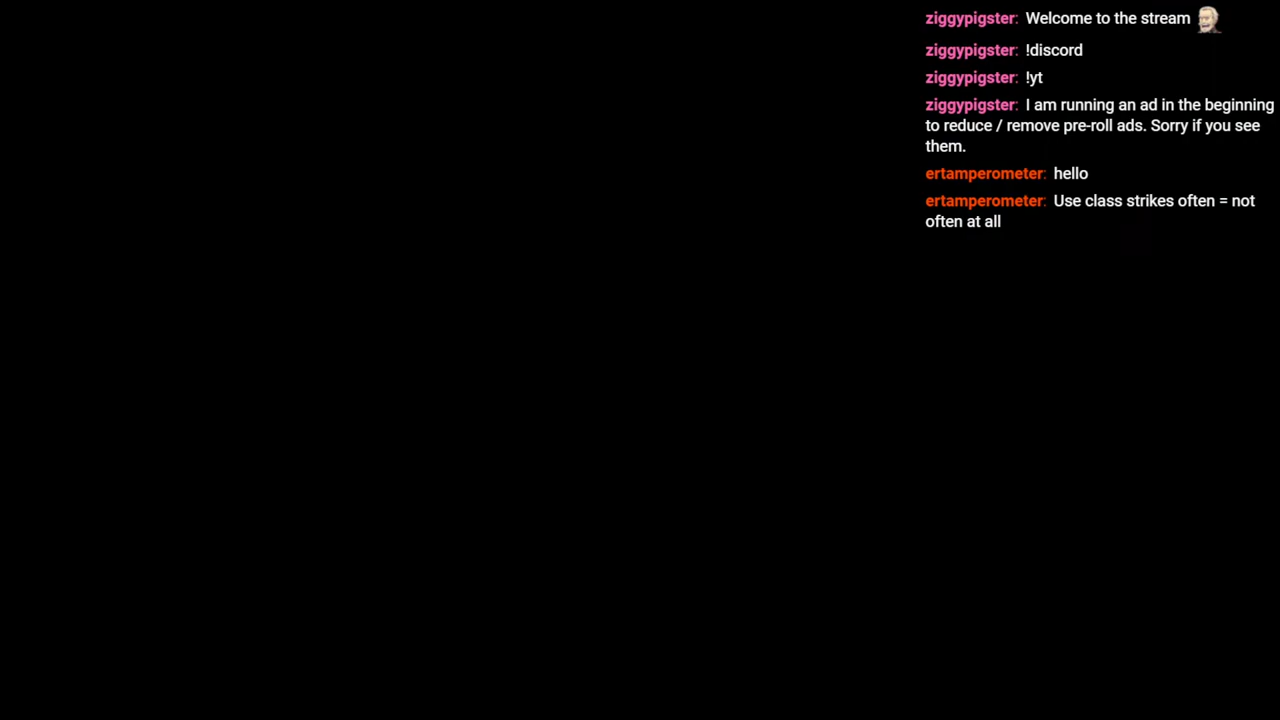 ziggypigster: Welcome to the stream
ziggypigster: !discord
ziggypigster: !yt
ziggypigster: I am running an ad in the beginning
to reduce / remove pre-roll ads. Sorry if you see
them.
ertamperometer: hello
ertamperometer: Use class strikes often = not
often at all